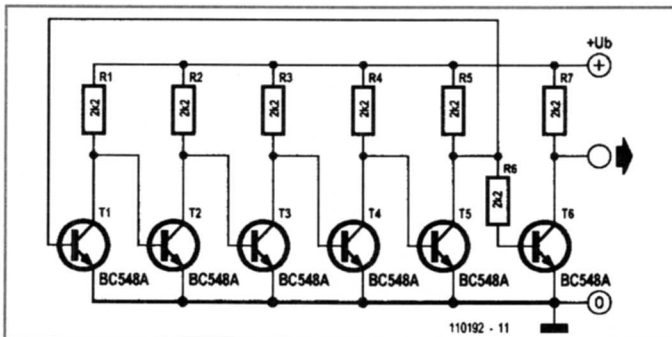 +Ub
R1 R2 R3 R4 R5 R7
+
2k2 2k2 2k2 2k2 2k2 2k2
R6
2k2
T1 T2 T3 T4 T5 T6
BC548A BC548A BC548A BC548A BC548A BC548A
0
110192 - 11